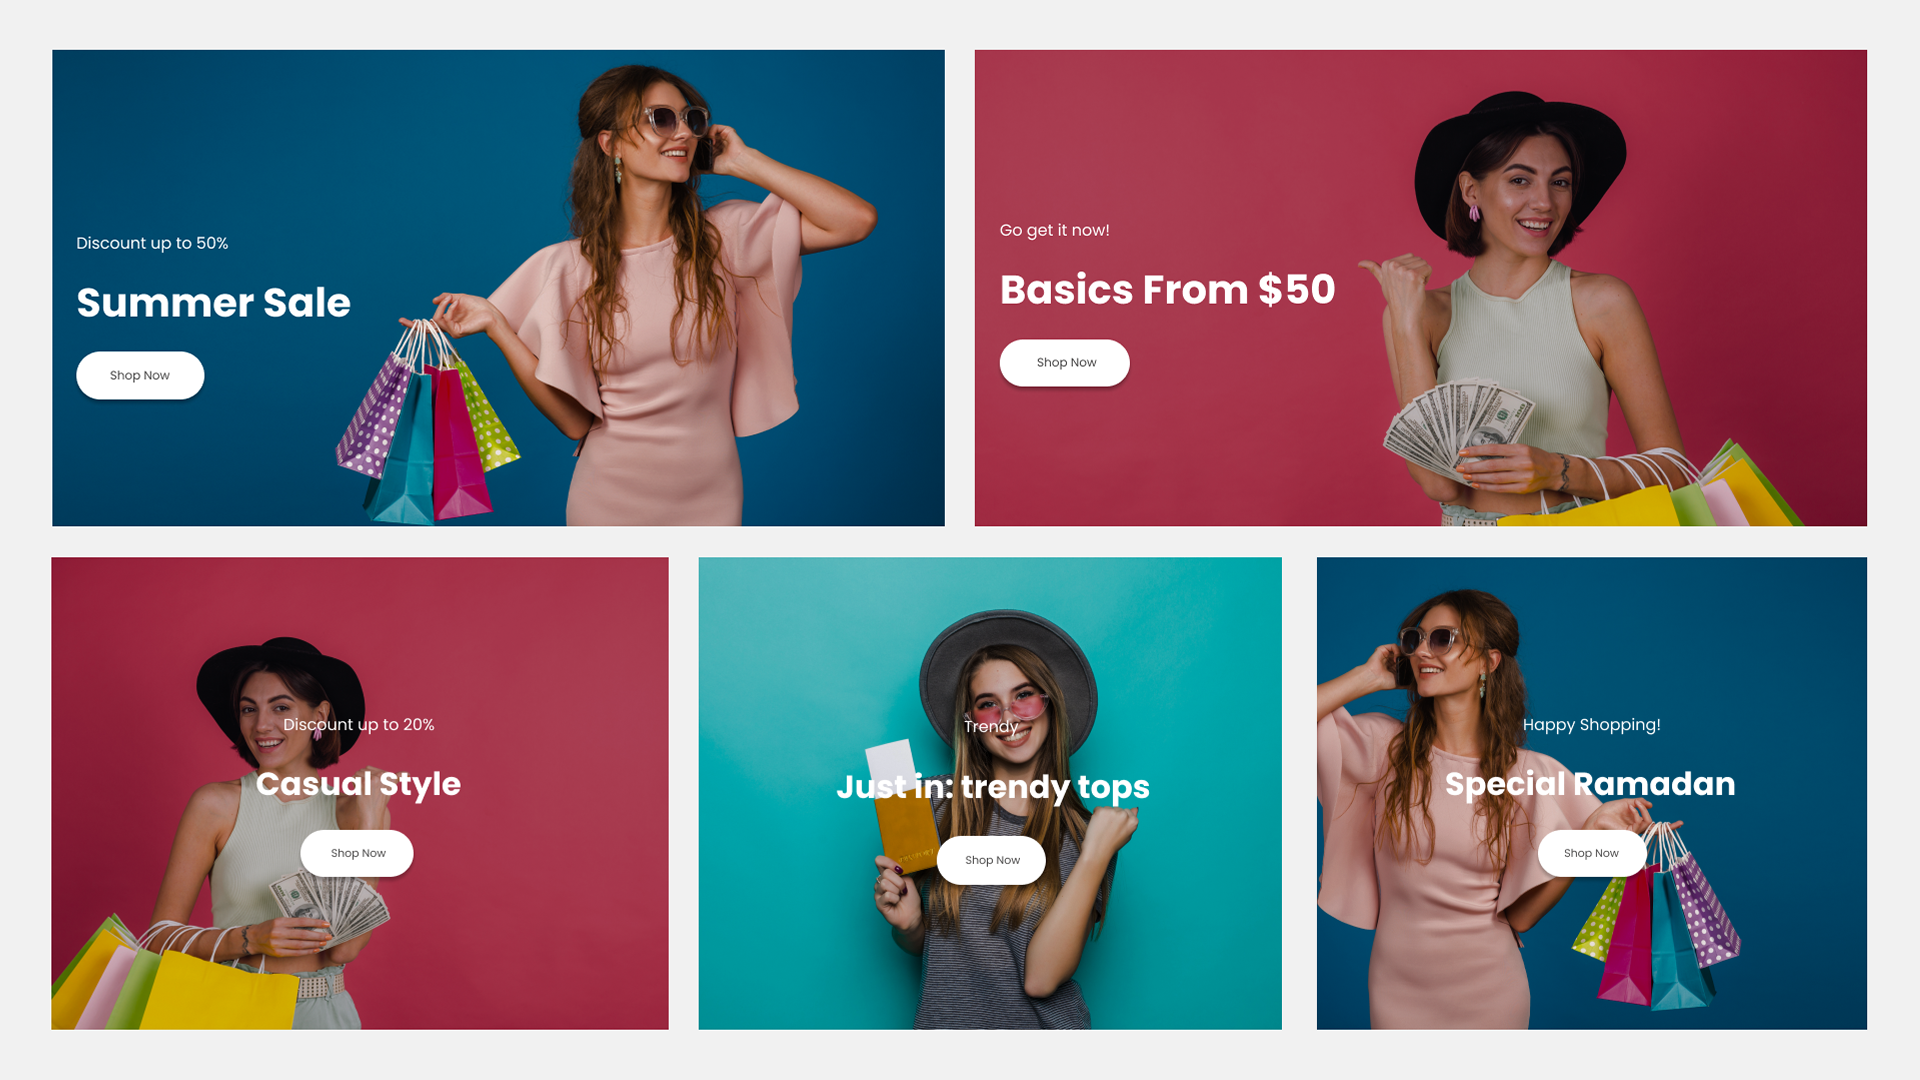 Discount up to 50%
Summer Sale
Shop Now
Go get it now!
Basics From $50
Shop Now
Discount up to 20%
Casual Style
Shop Now
Trendy
Just in: trendy tops
Shop Now
Happy Shopping!
Special Ramadan
Shop Now